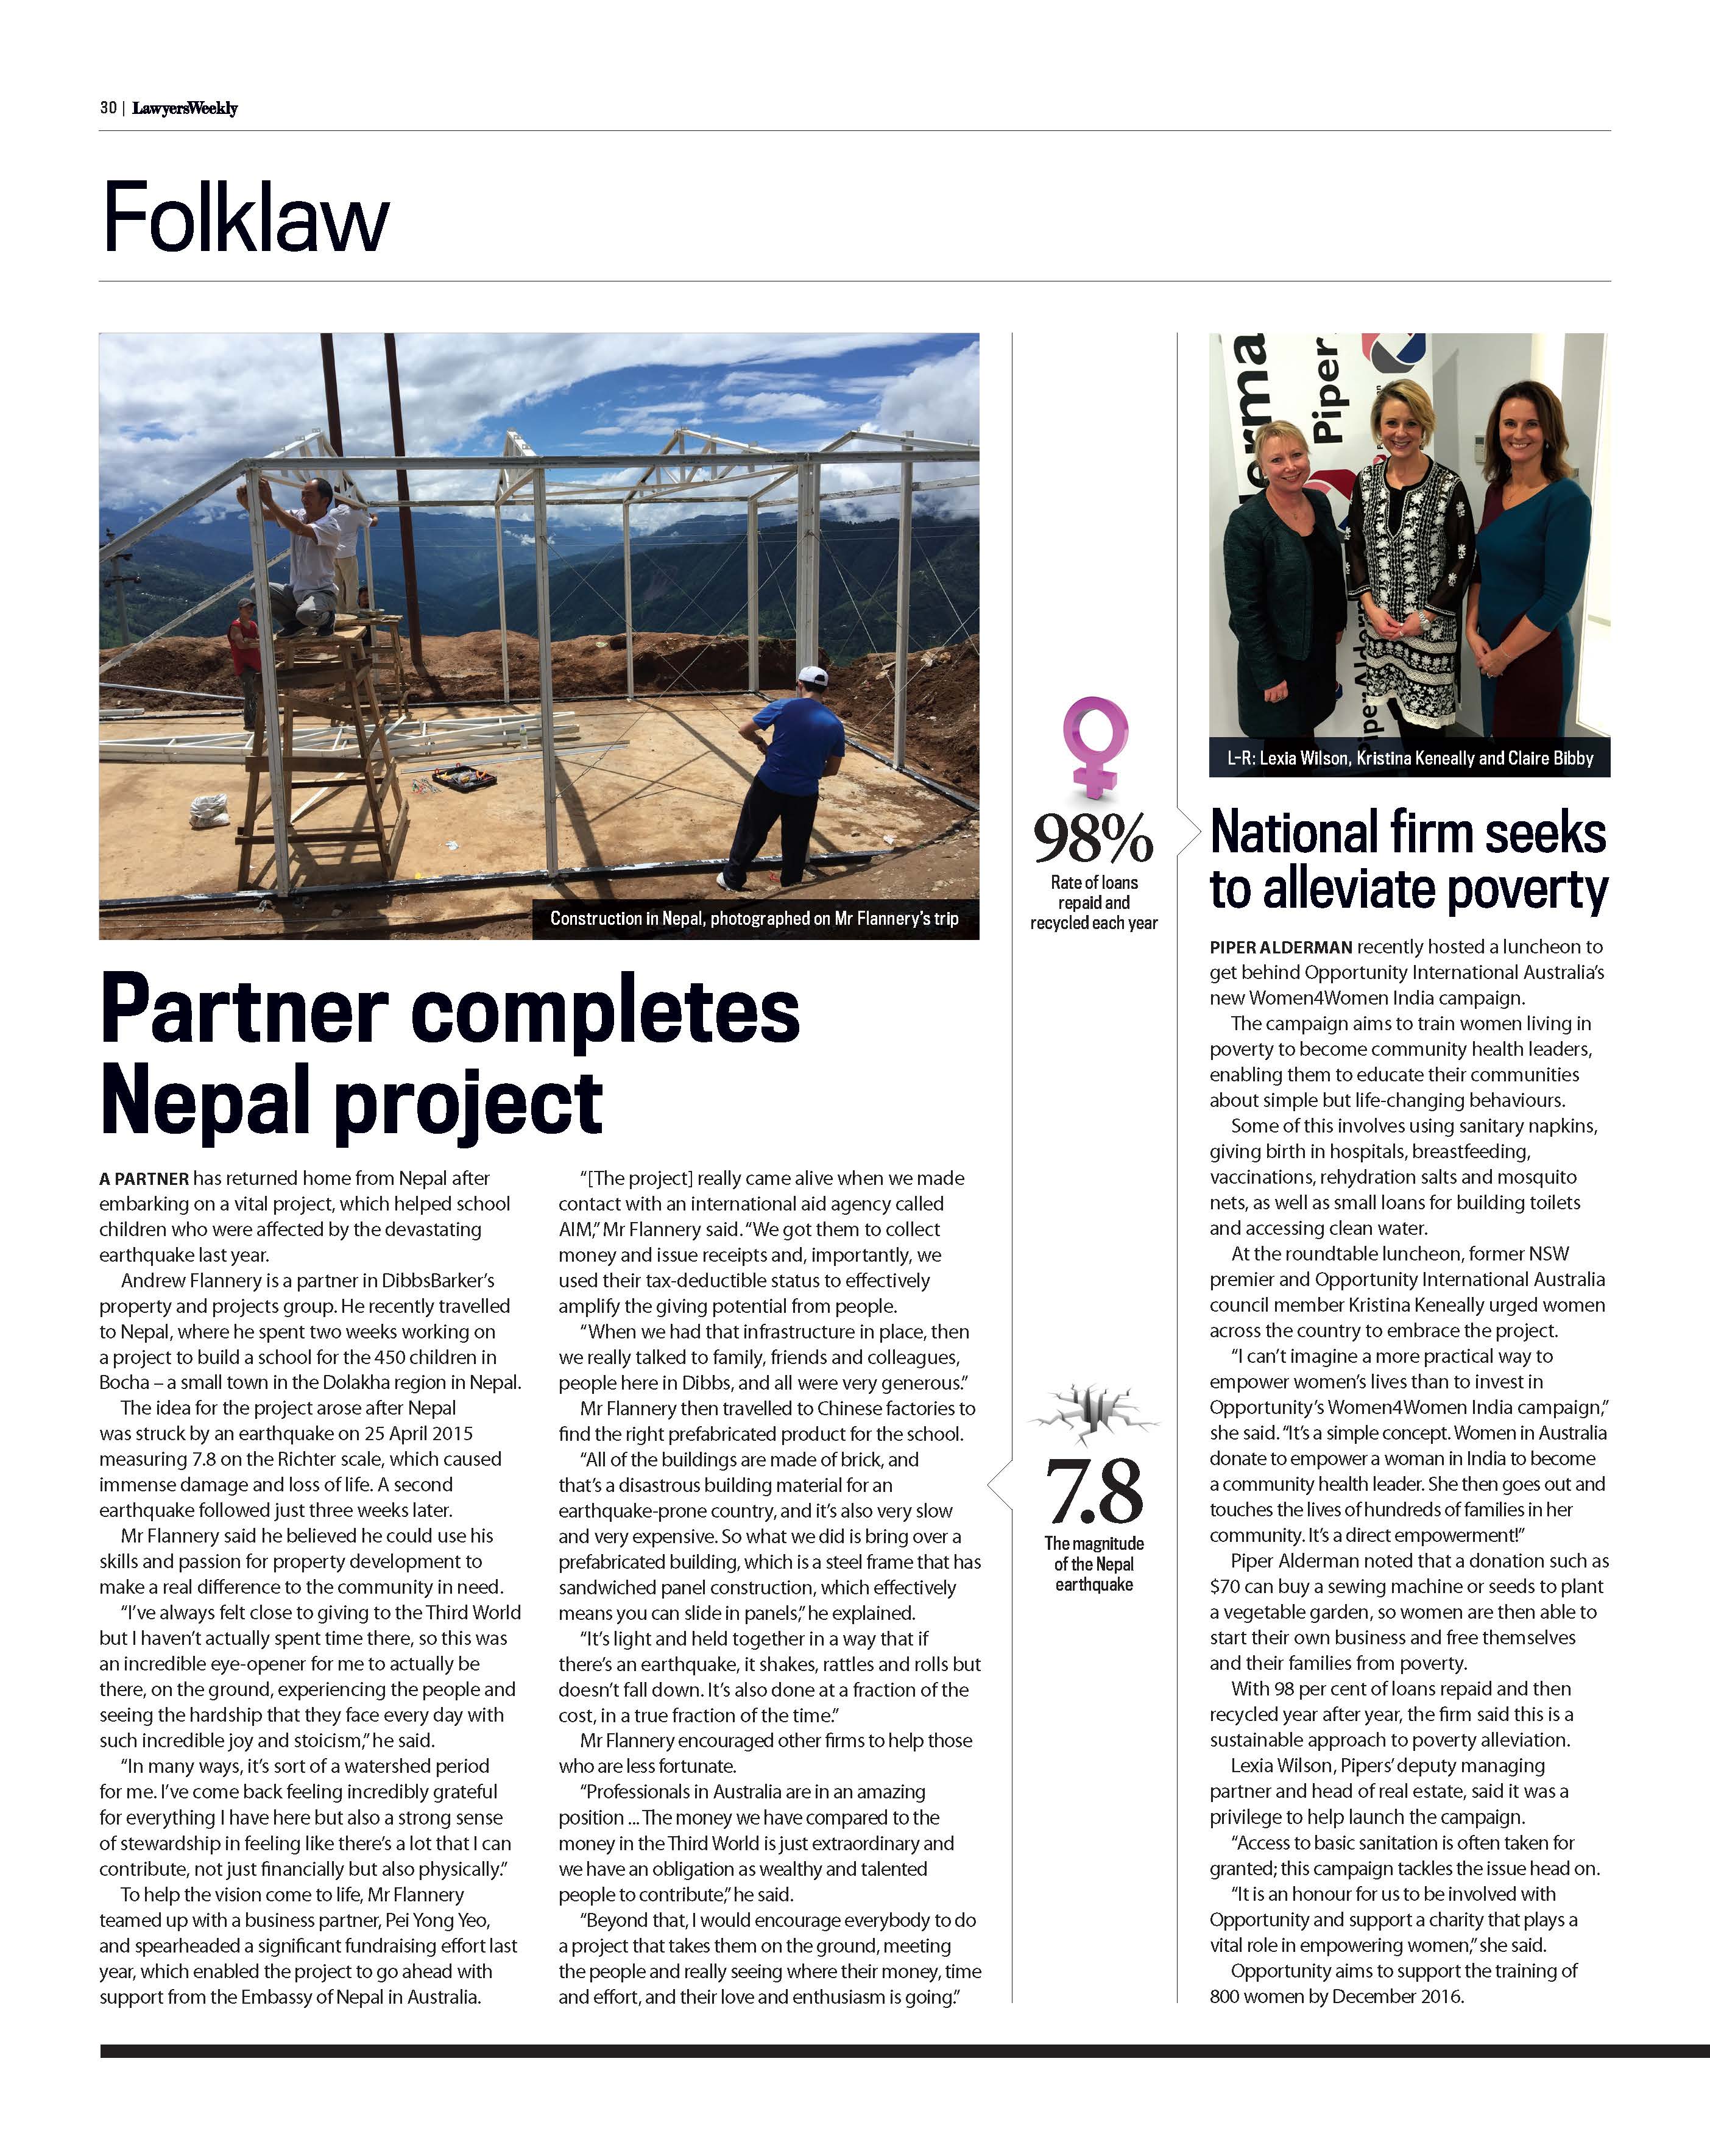 30 | LawyersWeekly
Folklaw
Construction in Nepal, photographed on Mr Flannery's trip
Partner completes
Nepal project
A PARTNER has returned home from Nepal after
embarking on a vital project, which helped school
children who were affected by the devastating
earthquake last year.
Andrew Flannery is a partner in DibbsBarker's
property and projects group. He recently travelled
to Nepal, where he spent two weeks working on
a project to build a school for the 450 children in
Bocha – a small town in the Dolakha region in Nepal.
The idea for the project arose after Nepal
was struck by an earthquake on 25 April 2015
measuring 7.8 on the Richter scale, which caused
immense damage and loss of life. A second
earthquake followed just three weeks later.
Mr Flannery said he believed he could use his
skills and passion for property development to
make a real difference to the community in need.
"I've always felt close to giving to the Third World
but I haven't actually spent time there, so this was
an incredible eye-opener for me to actually be
there, on the ground, experiencing the people and
seeing the hardship that they face every day with
such incredible joy and stoicism," he said.
"In many ways, it's sort of a watershed period
for me. I've come back feeling incredibly grateful
for everything I have here but also a strong sense
of stewardship in feeling like there's a lot that I can
contribute, not just financially but also physically."
To help the vision come to life, Mr Flannery
teamed up with a business partner, Pei Yong Yeo,
and spearheaded a significant fundraising effort last
year, which enabled the project to go ahead with
support from the Embassy of Nepal in Australia.
"[The project] really came alive when we made
contact with an international aid agency called
AIM," Mr Flannery said. "We got them to collect
money and issue receipts and, importantly, we
used their tax-deductible status to effectively
amplify the giving potential from people.
"When we had that infrastructure in place, then
we really talked to family, friends and colleagues,
people here in Dibbs, and all were very generous."
Mr Flannery then travelled to Chinese factories to
find the right prefabricated product for the school.
"All of the buildings are made of brick, and
that's a disastrous building material for an
earthquake-prone country, and it's also very slow
and very expensive. So what we did is bring over a
prefabricated building, which is a steel frame that has
sandwiched panel construction, which effectively
means you can slide in panels," he explained.
"It's light and held together in a way that if
there's an earthquake, it shakes, rattles and rolls but
doesn't fall down. It's also done at a fraction of the
cost, in a true fraction of the time."
Mr Flannery encouraged other firms to help those
who are less fortunate.
"Professionals in Australia are in an amazing
position ... The money we have compared to the
money in the Third World is just extraordinary and
we have an obligation as wealthy and talented
people to contribute," he said.
"Beyond that, I would encourage everybody to do
a project that takes them on the ground, meeting
the people and really seeing where their money, time
and effort, and their love and enthusiasm is going."
98%
Rate of loans
repaid and
recycled each year
7.8
The magnitude
of the Nepal
earthquake
erma
Piper
Piper Alder
L-R: Lexia Wilson, Kristina Keneally and Claire Bibby
National firm seeks
to alleviate poverty
PIPER ALDERMAN recently hosted a luncheon to
get behind Opportunity International Australia's
new Women4Women India campaign.
The campaign aims to train women living in
poverty to become community health leaders,
enabling them to educate their communities
about simple but life-changing behaviours.
Some of this involves using sanitary napkins,
giving birth in hospitals, breastfeeding,
vaccinations, rehydration salts and mosquito
nets, as well as small loans for building toilets
and accessing clean water.
At the roundtable luncheon, former NSW
premier and Opportunity International Australia
council member Kristina Keneally urged women
across the country to embrace the project.
"I can't imagine a more practical way to
empower women's lives than to invest in
Opportunity's Women4Women India campaign,"
she said. "It's a simple concept. Women in Australia
donate to empower a woman in India to become
a community health leader. She then goes out and
touches the lives of hundreds of families in her
community. It's a direct empowerment!"
Piper Alderman noted that a donation such as
$70 can buy a sewing machine or seeds to plant
a vegetable garden, so women are then able to
start their own business and free themselves
and their families from poverty.
With 98 per cent of loans repaid and then
recycled year after year, the firm said this is a
sustainable approach to poverty alleviation.
Lexia Wilson, Pipers' deputy managing
partner and head of real estate, said it was a
privilege to help launch the campaign.
"Access to basic sanitation is often taken for
granted; this campaign tackles the issue head on.
"It is an honour for us to be involved with
Opportunity and support a charity that plays a
vital role in empowering women," she said.
Opportunity aims to support the training of
800 women by December 2016.